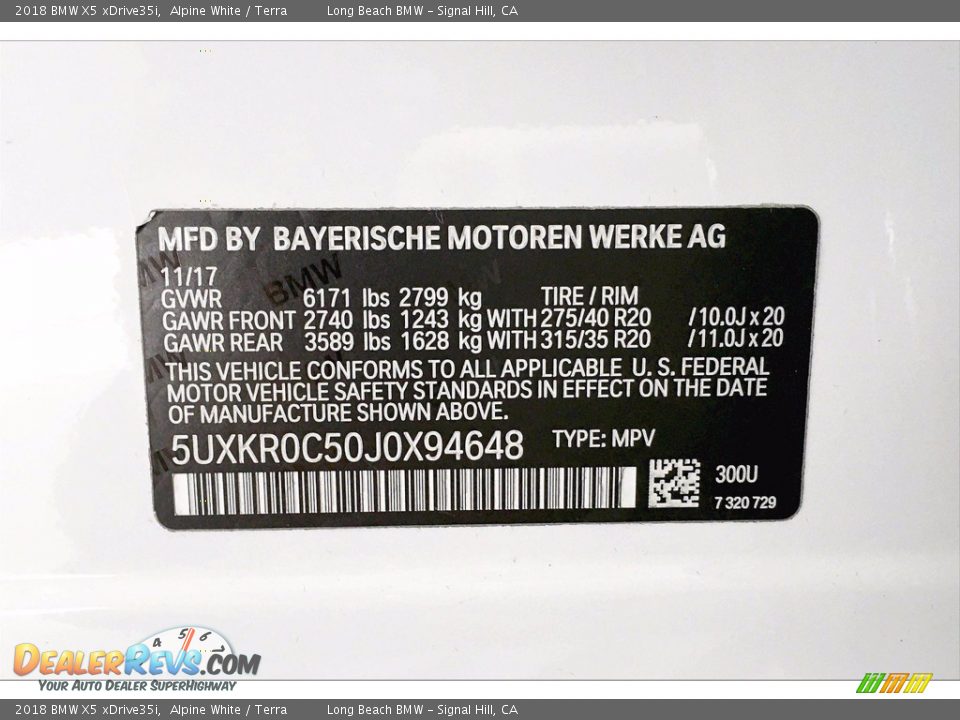 2018 BMW X5 xDrive35i, Alpine White / Terra Long Beach BMW - Signal Hill, CA
MFD BY BAYERISCHE MOTOREN WERKE AG
BMW
11/17
GVWR 6171 lbs 2799 kg TIRE / RIM
GAWR FRONT 2740 lbs 1243 kg WITH 275/40 R20 /10.0J x 20
GAWR REAR 3589 lbs 1628 kg WITH 315/35 R20 /11.0J x 20
THIS VEHICLE CONFORMS TO ALL APPLICABLE U. S. FEDERAL
MOTOR VEHICLE SAFETY STANDARDS IN EFFECT ON THE DATE
OF MANUFACTURE SHOWN ABOVE.
5UXKR0C50J0X94648 TYPE: MPV
300U
7 320 729
4 5 6
DEALERREVS.COM
YOUR AUTO DEALER SUPERHIGHWAY
2018 BMW X5 xDrive35i, Alpine White / Terra Long Beach BMW - Signal Hill, CA